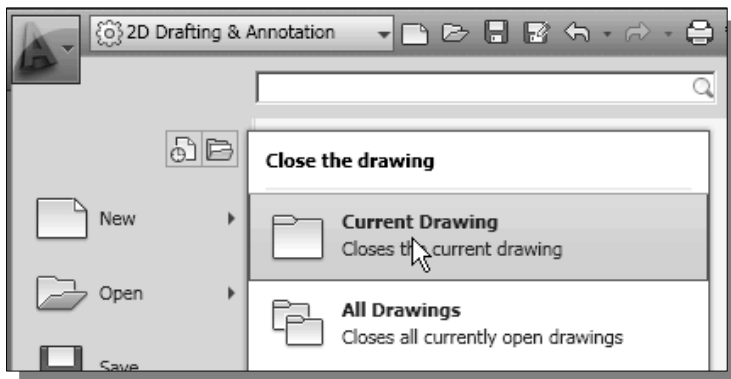 2D Drafting & Annotation
Close the drawing
New
Current Drawing
Closes the current drawing
Open
All Drawings
Closes all currently open drawings
Save